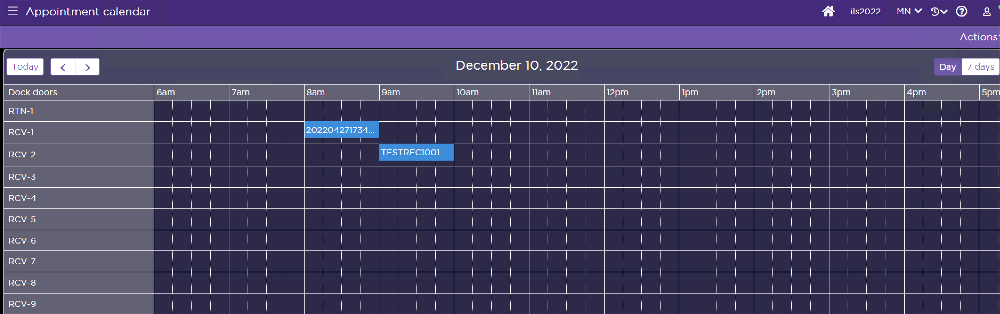 Appointment calendar ils2022 MN
Actions
Today December 10, 2022 Day 7 days
Dock doors 6am 7am 8am 9am 10am 11am 12pm 1pm 2pm 3pm 4pm 5pm
RTN-1
RCV-1 202204271734...
RCV-2 TESTREC1001
RCV-3
RCV-4
RCV-5
RCV-6
RCV-7
RCV-8
RCV-9